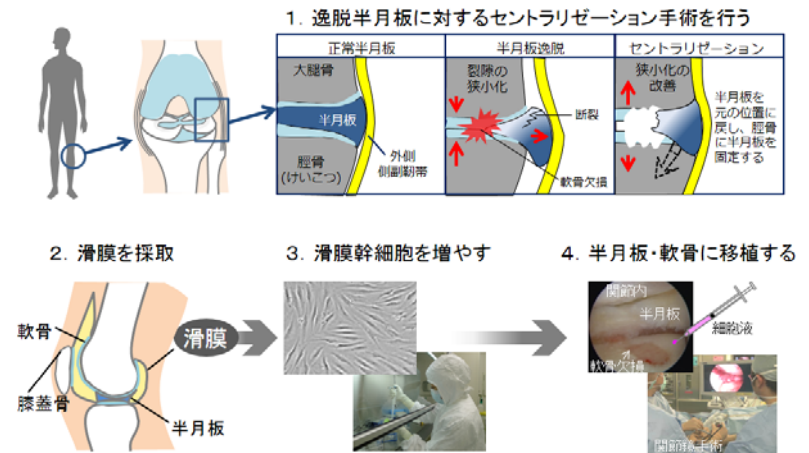 １．逸脱半月板に対するセントラリゼーション手術を行う
正常半月板
半月板逸脱
セントラリゼーション
大腿骨
半月板
脛骨
(けいこつ)
外側
側副靭帯
裂隙の
狭小化
断裂
軟骨欠損
狭小化の
改善
半月板を
元の位置に
戻し、脛骨
に半月板を
固定する
２．滑膜を採取
軟骨
膝蓋骨
半月板
滑膜
３．滑膜幹細胞を増やす
４．半月板・軟骨に移植する
関節内
半月板
軟骨欠損
細胞液
関節鏡手術